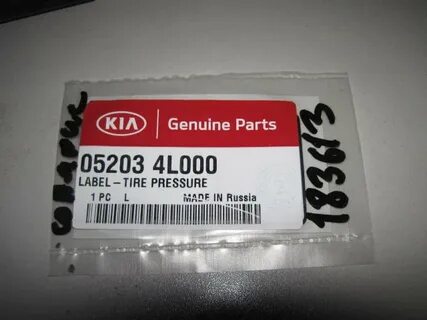 KIA Genuine Parts
05203 4L000
LABEL-TIRE PRESSURE
1 PC L MADE IN Russia
183613